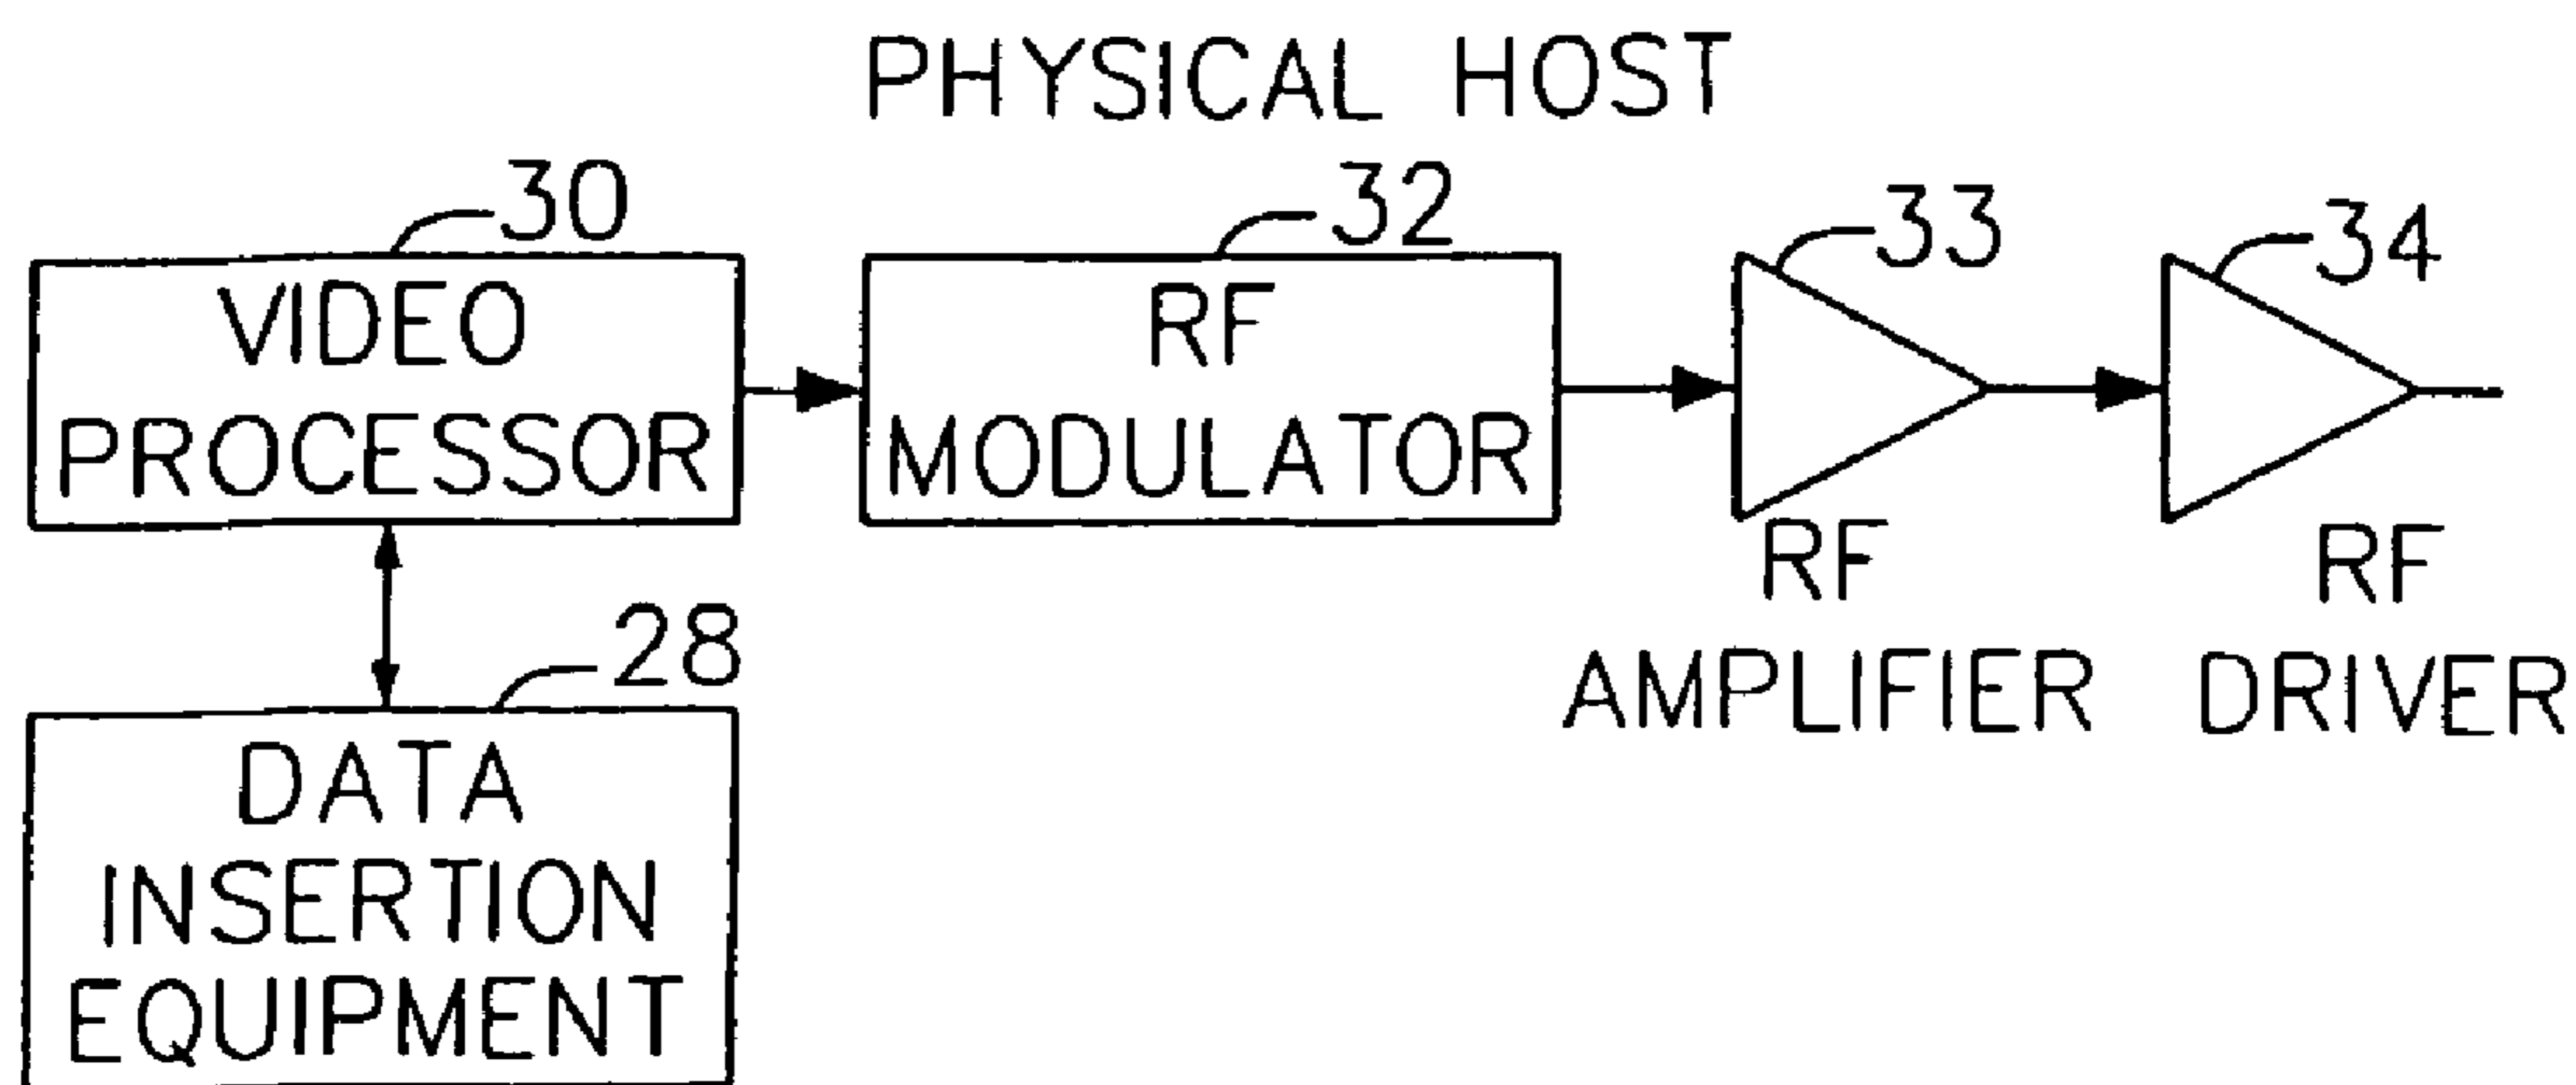 PHYSICAL HOST
30
VIDEO
PROCESSOR
32
RF
MODULATOR
33
RF
AMPLIFIER
34
RF
DRIVER
28
DATA
INSERTION
EQUIPMENT